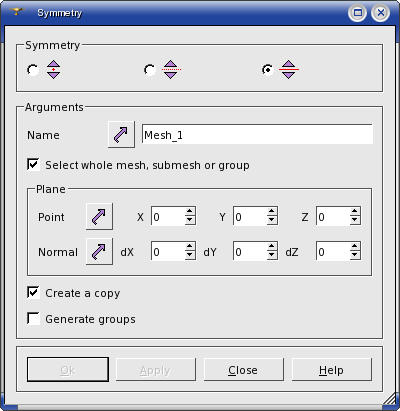 Symmetry
Symmetry
Arguments
Name Mesh_1
Select whole mesh, submesh or group
Plane
Point X 0 Y 0 Z 0
Normal dX 0 dY 0 dZ 0
Create a copy
Generate groups
Ok Apply Close Help